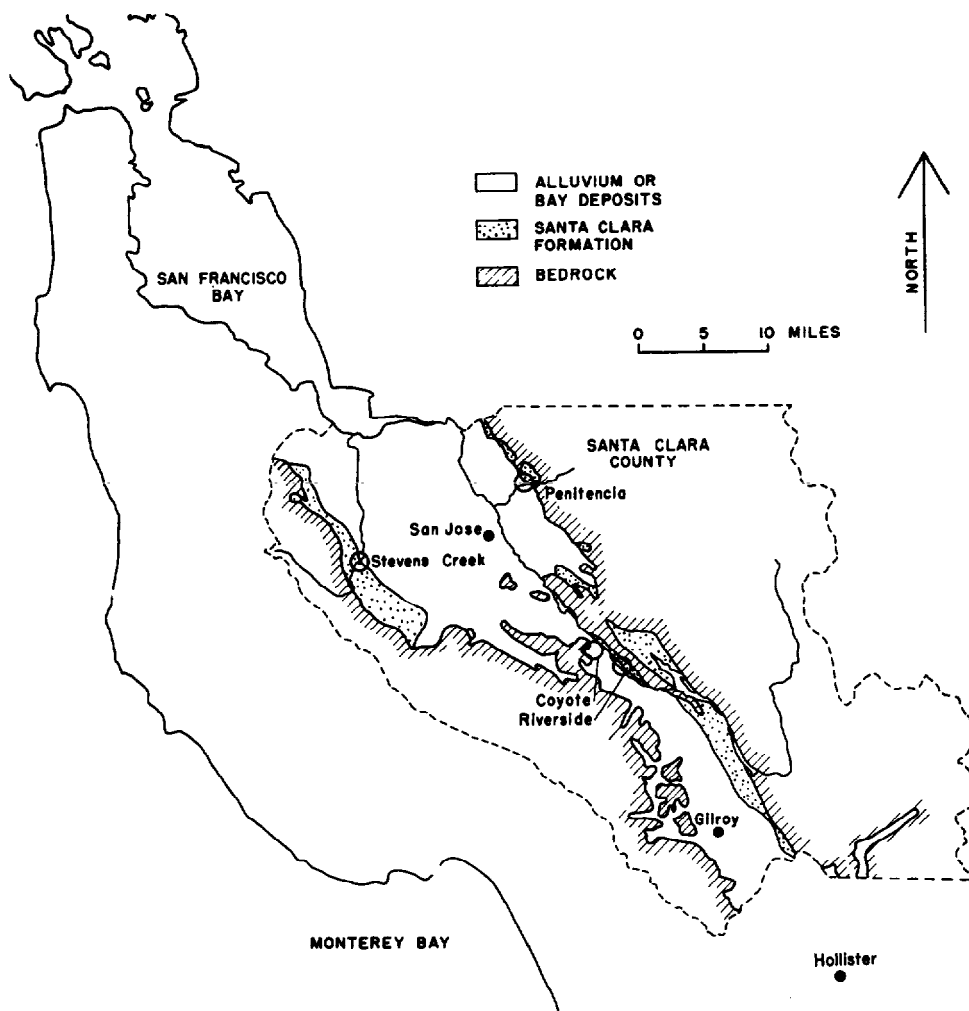 ALLUVIUM OR
BAY DEPOSITS
SANTA CLARA
FORMATION
BEDROCK
NORTH
SAN FRANCISCO
BAY
0 5 10 MILES
SANTA CLARA
COUNTY
Penitencia
San Jose
Stevens Creek
Coyote
Riverside
Gilroy
MONTEREY BAY
Hollister